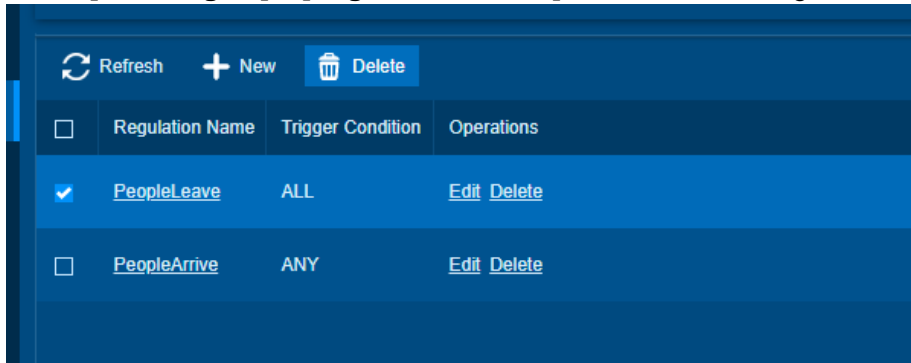 Refresh New Delete
Regulation Name Trigger Condition Operations
PeopleLeave ALL Edit Delete
PeopleArrive ANY Edit Delete